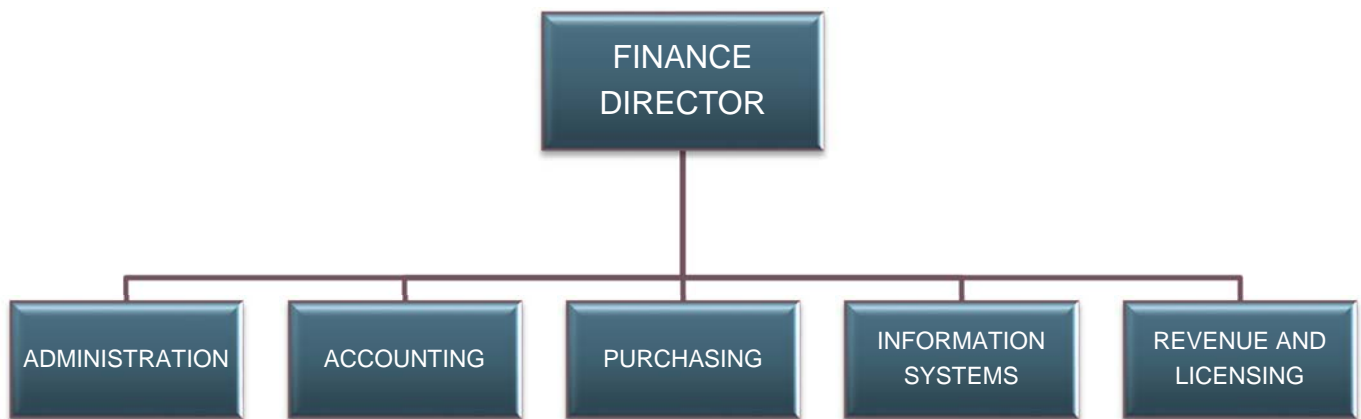 FINANCE
DIRECTOR
ADMINISTRATION
ACCOUNTING
PURCHASING
INFORMATION
SYSTEMS
REVENUE AND
LICENSING